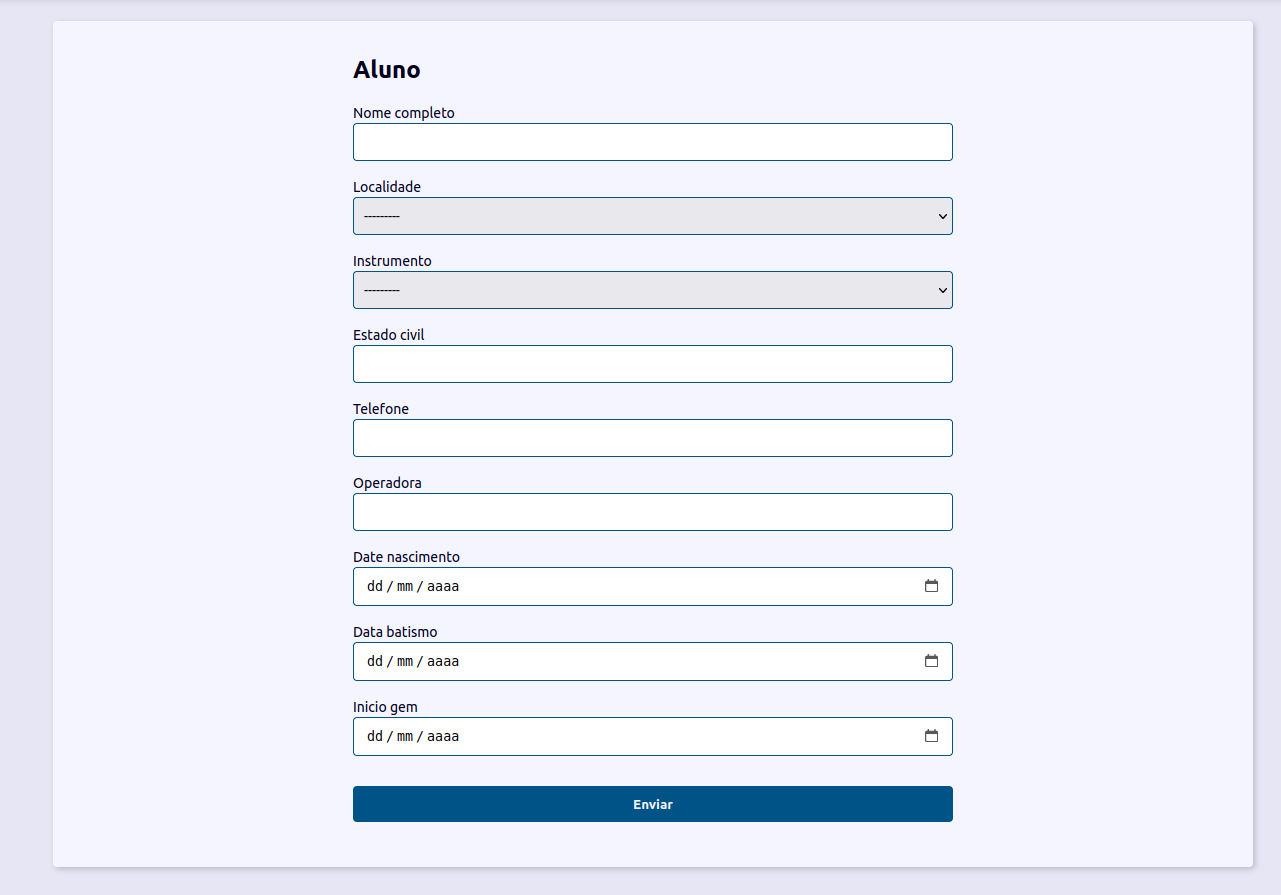 Aluno
Nome completo
Localidade
---------
Instrumento
---------
Estado civil
Telefone
Operadora
Date nascimento
dd / mm / aaaa
Data batismo
dd / mm / aaaa
Inicio gem
dd / mm / aaaa
Enviar